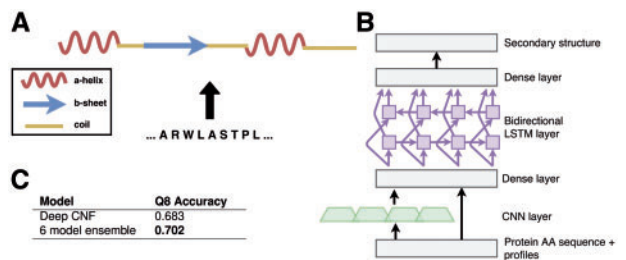 A
a-helix
b-sheet
coil
... A R W L A S T P L ...
B
Secondary structure
Dense layer
Bidirectional
LSTM layer
Dense layer
CNN layer
Protein AA sequence +
profiles
C
Model Q8 Accuracy
Deep CNF 0.683
6 model ensemble 0.702